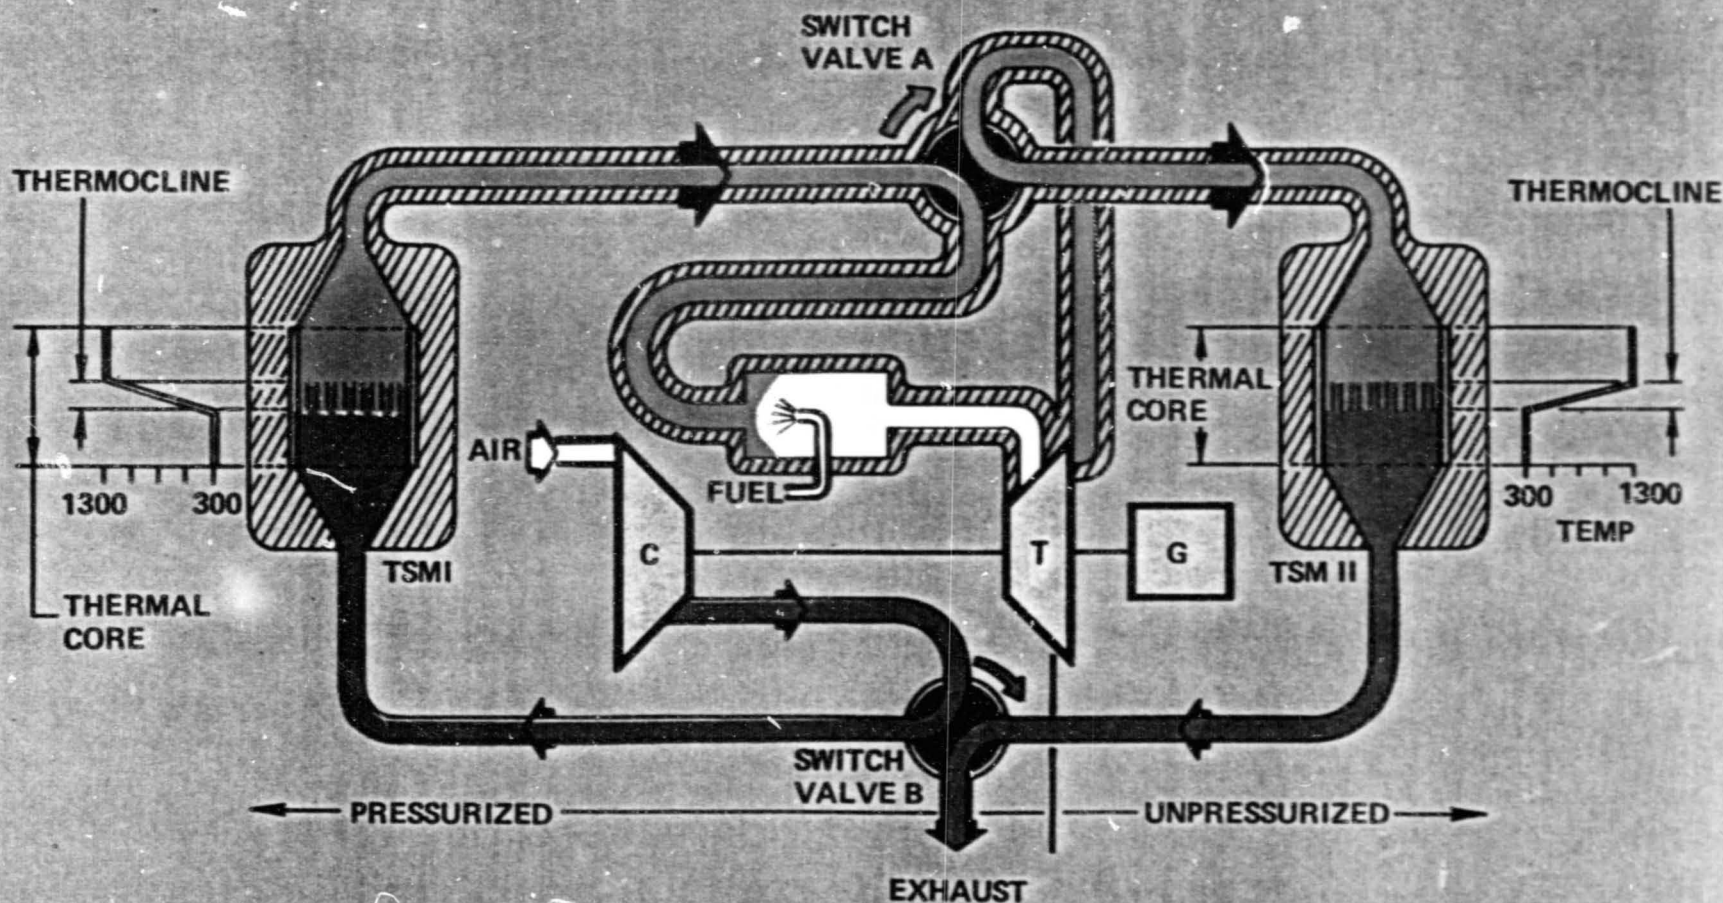 SWITCH
VALVE A
THERMOCLINE
THERMOCLINE
THERMAL
CORE
AIR
FUEL
1300
300
300
1300
TEMP
C
T
G
TSMI
TSM II
THERMAL
CORE
SWITCH
VALVE B
PRESSURIZED
UNPRESSURIZED
EXHAUST